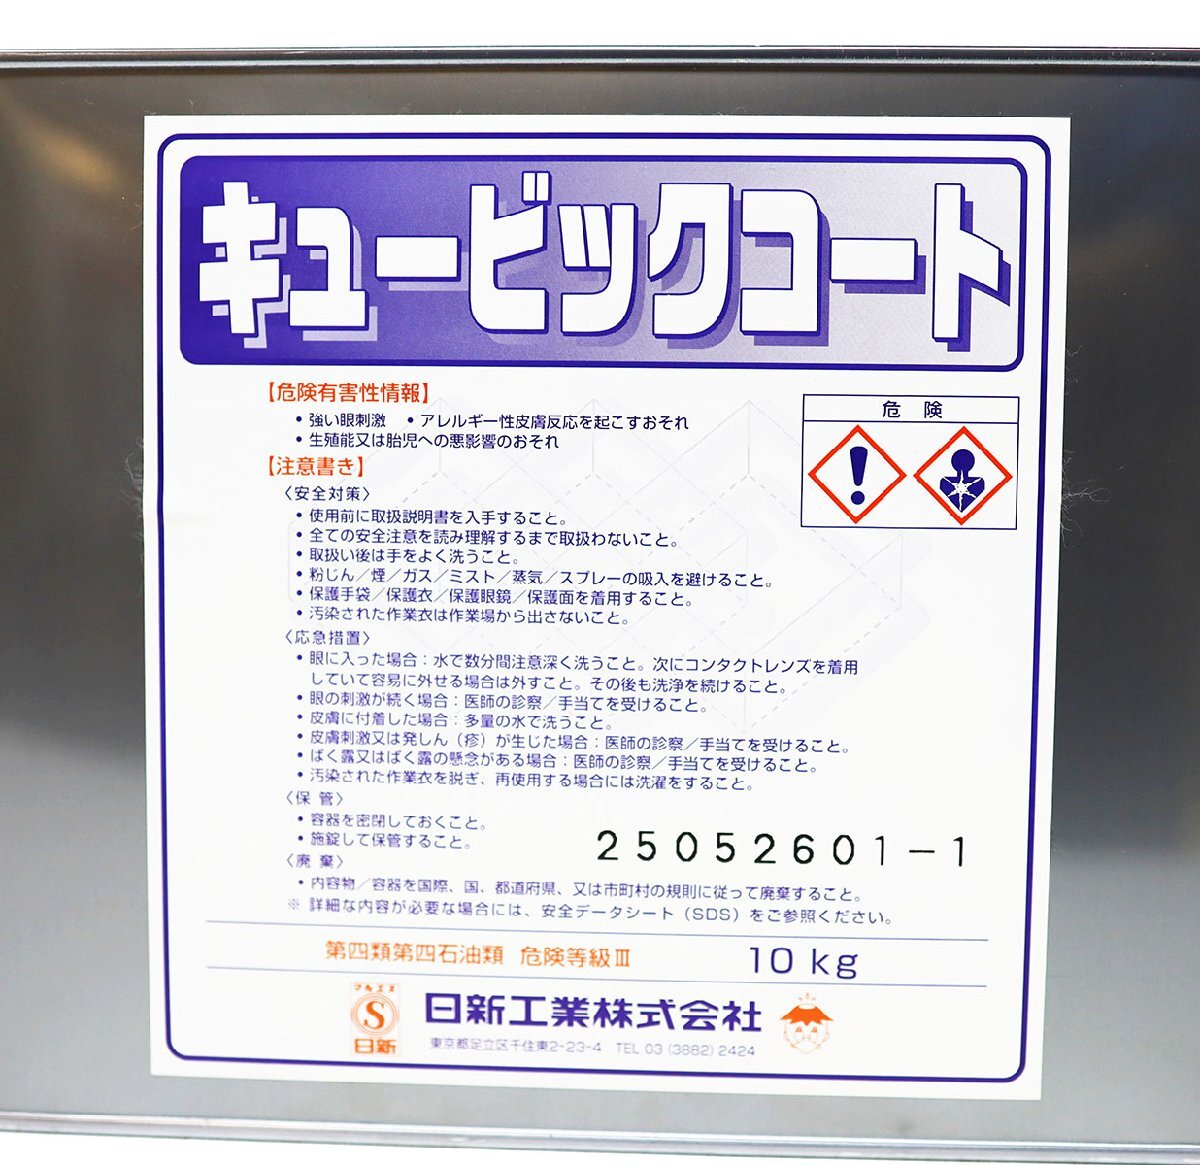 キュービックコート
【危険有害性情報】
・強い眼刺激 ・アレルギー性皮膚反応を起こすおそれ
・生殖能又は胎児への悪影響のおそれ
危 険
【注意書き】
〈安全対策〉
・使用前に取扱説明書を入手すること。
・全ての安全注意を読み理解するまで取扱わないこと。
・取扱い後は手をよく洗うこと。
・粉じん／煙／ガス／ミスト／蒸気／スプレーの吸入を避けること。
・保護手袋／保護衣／保護眼鏡／保護面を着用すること。
・汚染された作業衣は作業場から出さないこと。
〈応急措置〉
・眼に入った場合：水で数分間注意深く洗うこと。次にコンタクトレンズを着用
していて容易に外せる場合は外すこと。その後も洗浄を続けること。
・眼の刺激が続く場合：医師の診察／手当てを受けること。
・皮膚に付着した場合：多量の水で洗うこと。
・皮膚刺激又は発しん（疹）が生じた場合：医師の診察／手当てを受けること。
・ばく露又はばく露の懸念がある場合：医師の診察／手当てを受けること。
・汚染された作業衣を脱ぎ、再使用する場合には洗濯をすること。
〈保 管〉
・容器を密閉しておくこと。
・施錠して保管すること。
25052601-1
〈廃 棄〉
・内容物／容器を国際、国、都道府県、又は市町村の規則に従って廃棄すること。
※ 詳細な内容が必要な場合には、安全データシート（SDS）をご参照ください。
第四類第四石油類 危険等級Ⅲ 10 kg
マルエス
S
日新
日新工業株式会社
東京都足立区千住東2-23-4 TEL 03 (3882) 2424